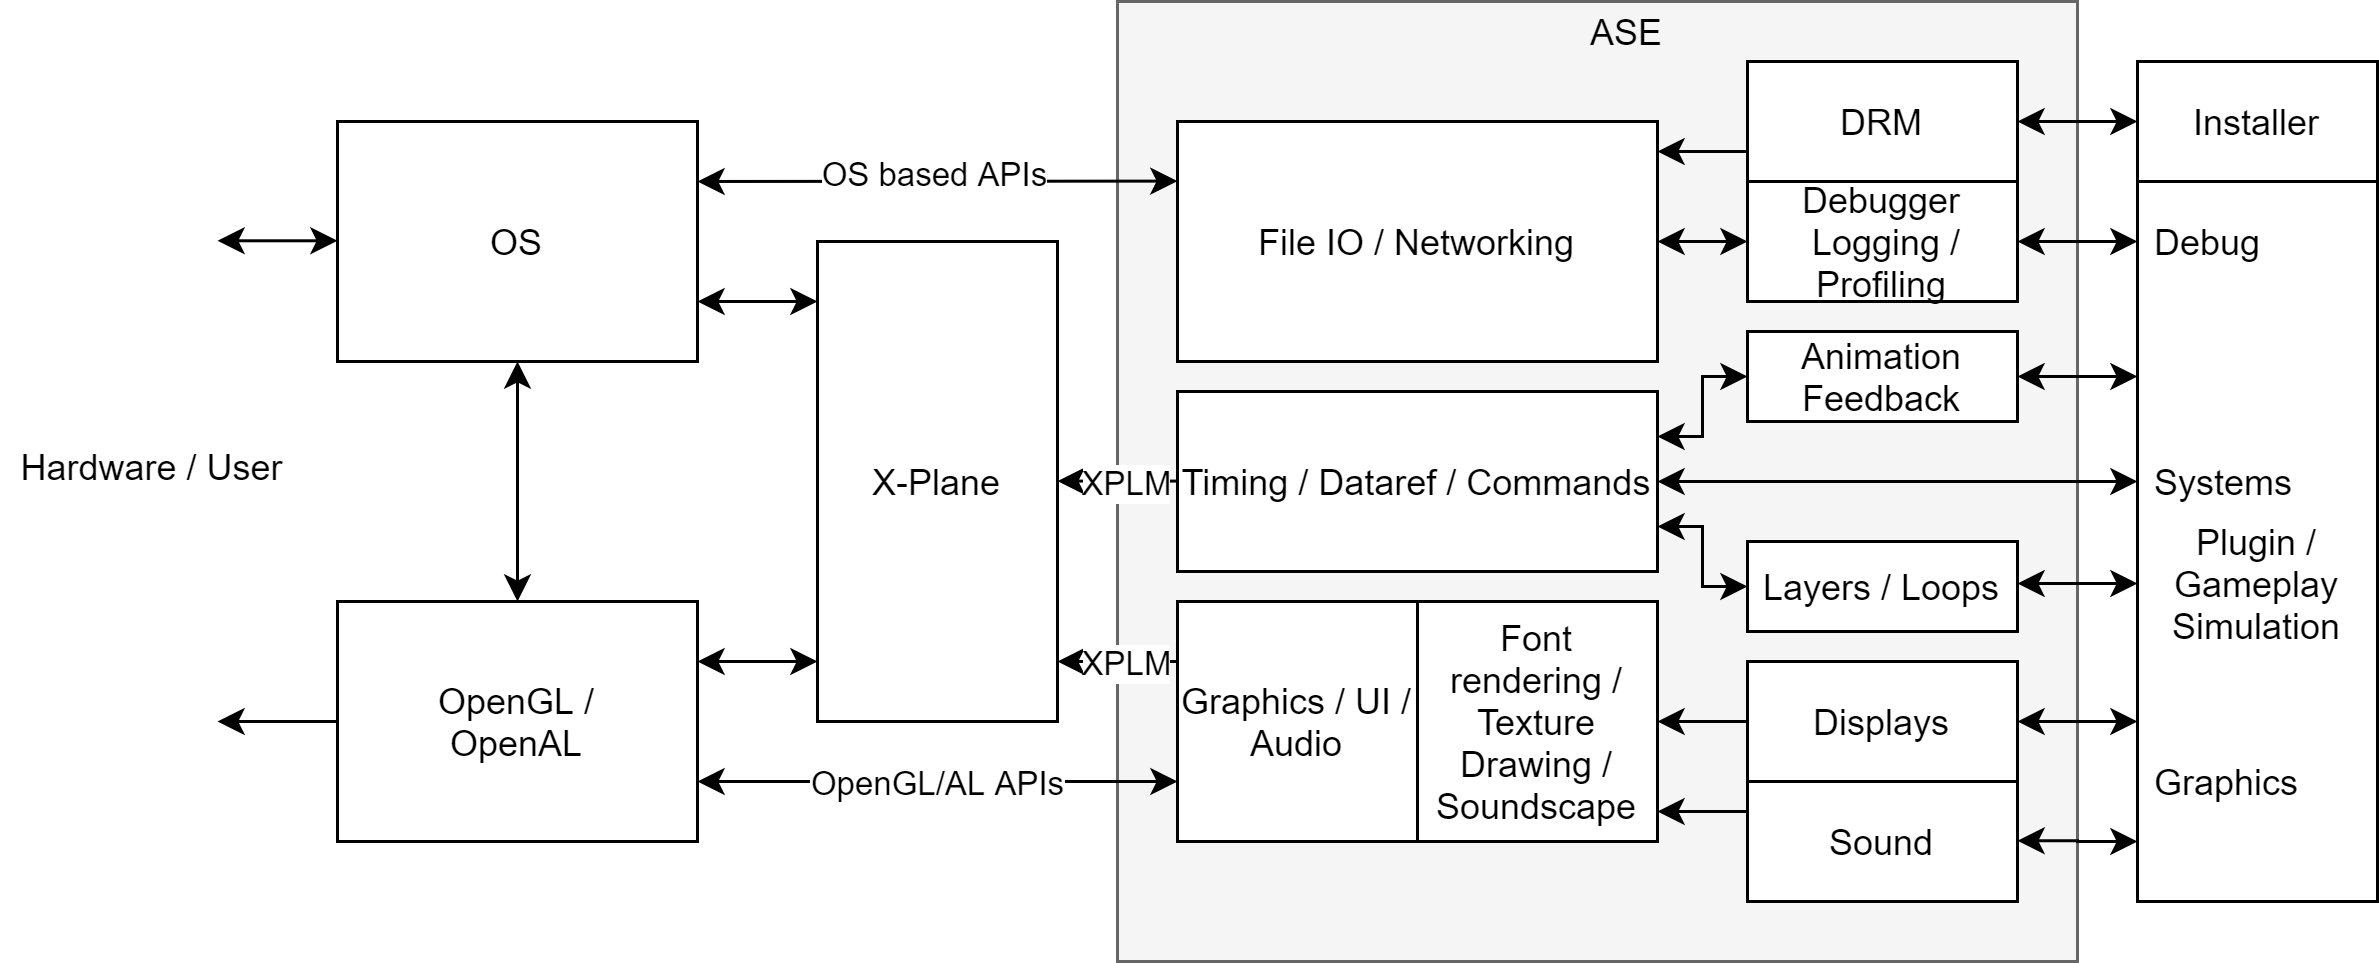 ASE
DRM
Installer
OS based APIs
Debugger
Logging /
Profiling
OS
File IO / Networking
Debug
Animation
Feedback
Hardware / User
X-Plane
XPLM
Timing / Dataref / Commands
Systems
Plugin /
Gameplay
Simulation
Layers / Loops
XPLM
OpenGL /
OpenAL
Graphics / UI /
Audio
Font
rendering /
Texture
Drawing /
Soundscape
Displays
OpenGL/AL APIs
Graphics
Sound